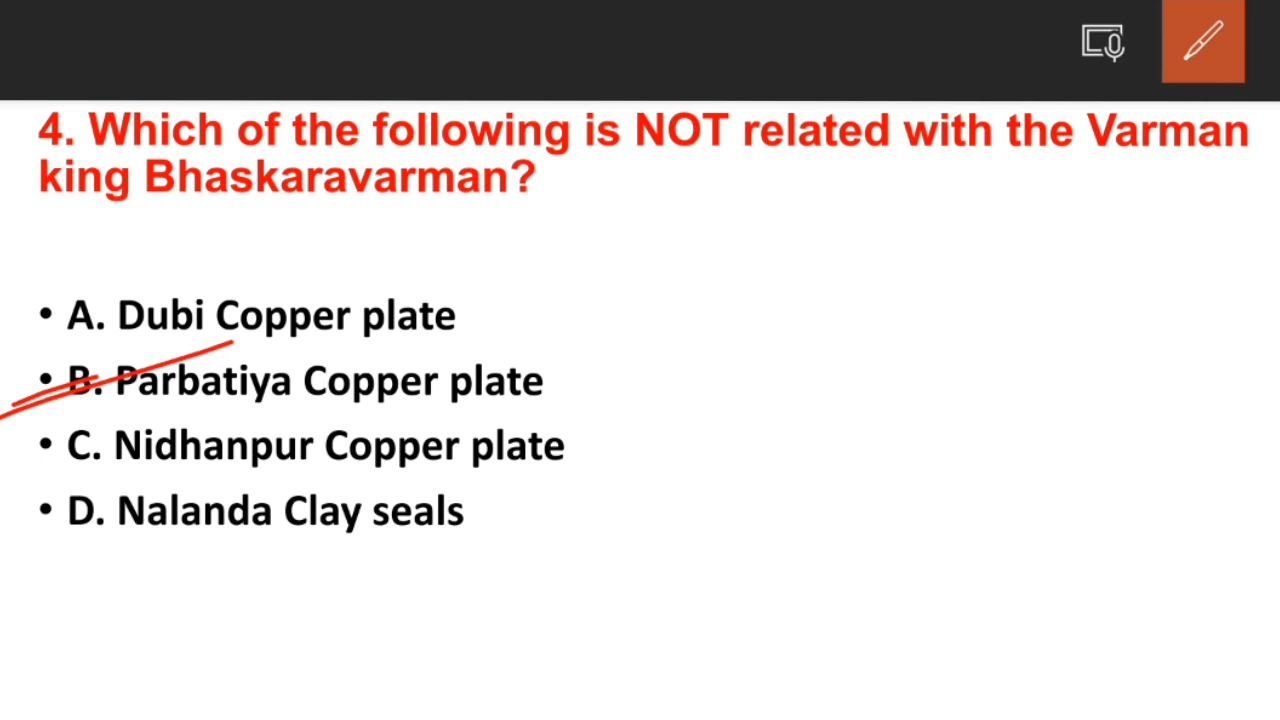 4. Which of the following is NOT related with the Varman
king Bhaskaravarman?
• A. Dubi Copper plate
• B. Parbatiya Copper plate
• C. Nidhanpur Copper plate
• D. Nalanda Clay seals